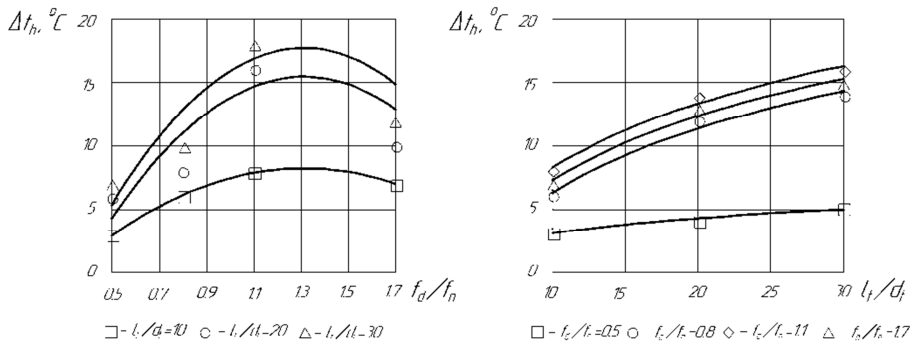 Δt_h, °C
20
15
10
5
0
0.5 0.7 0.9 1.1 1.3 1.5 1.7 f_d/f_n
□ – l_t/d_t=10 ○ – l_t/d_t=20 △ – l_t/d_t=30
Δt_h, °C
20
15
10
5
0
10 15 20 25 30 l_t/d_t
□ – f_d/f_n=0.5 ○ f_d/f_n=0.8 ◇ – f_d/f_n=1.1 △ f_d/f_n=1.7